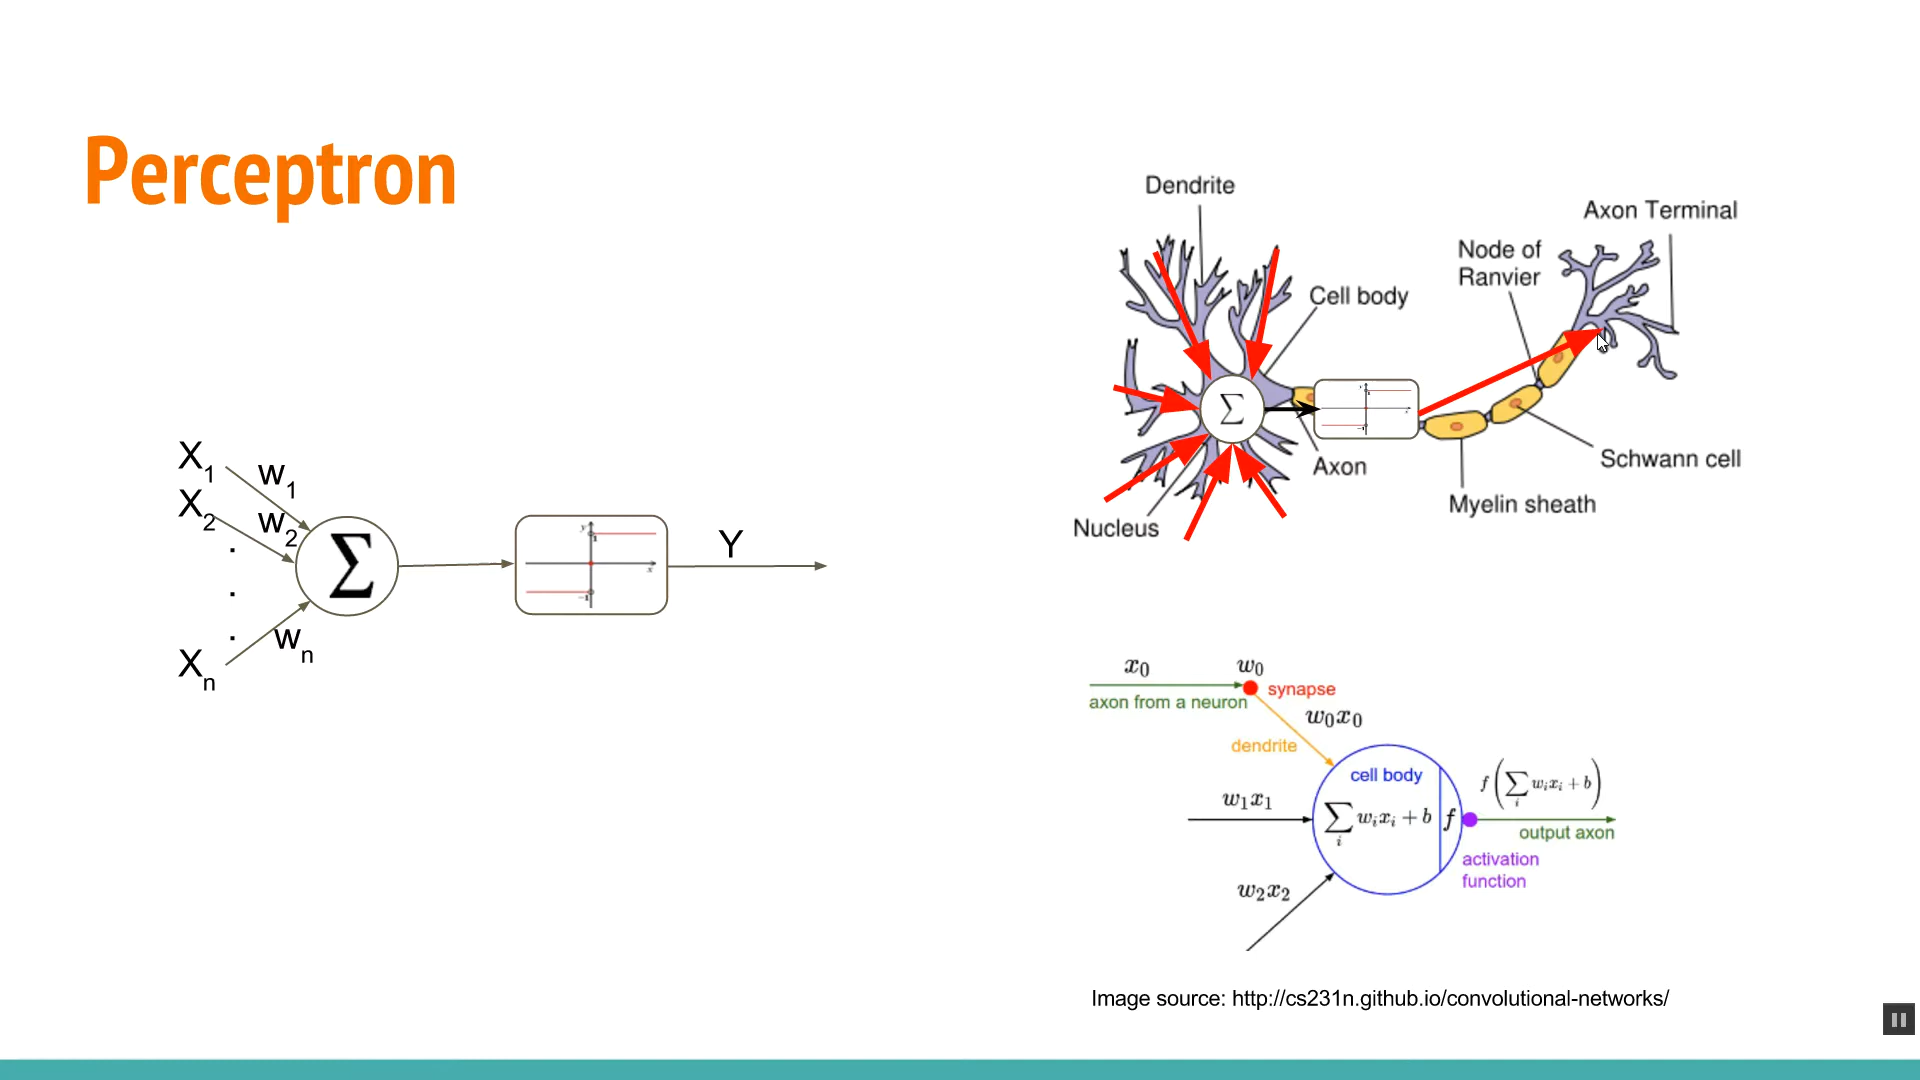 Perceptron
X1
w1
X2
w2
.
.
.
Xn
wn
Σ
y
1
x
-1
Y
Dendrite
Axon Terminal
Node of
Ranvier
Cell body
Σ
Axon
Schwann cell
Myelin sheath
Nucleus
x0
w0
synapse
axon from a neuron
w0x0
dendrite
cell body
f(∑i wixi + b)
w1x1
∑i wixi + b
f
output axon
activation
function
w2x2
Image source: http://cs231n.github.io/convolutional-networks/